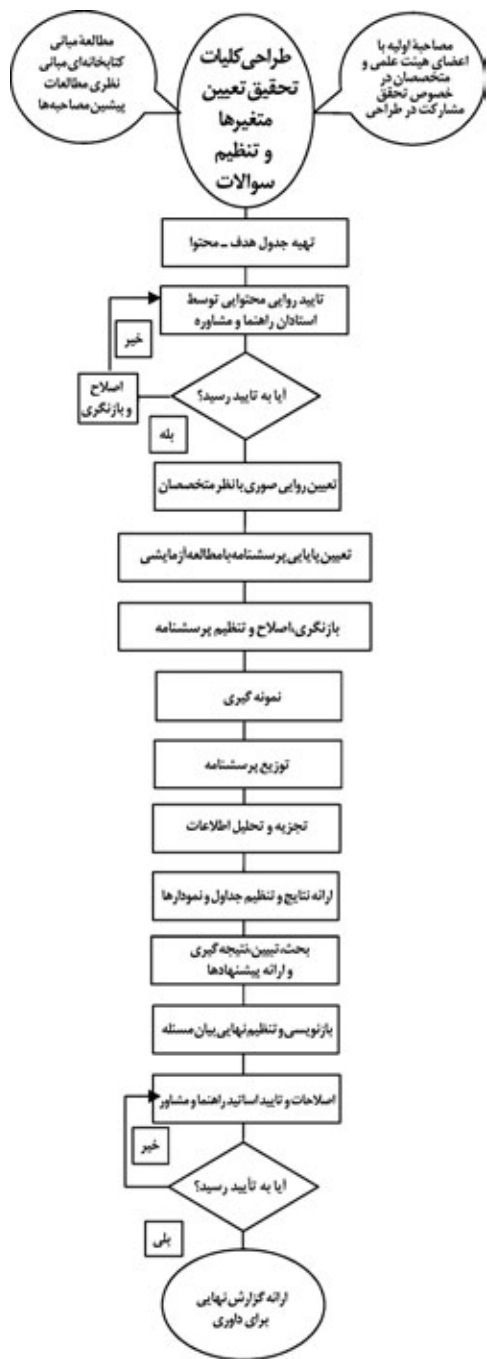 مصاحبۀ اولیه با
اعضای هیئت علمی و
متخصصان در
خصوص تحقق
مشارکت در طراحی
طراحی کلیات
تحقیق تعیین
متغیرها
و تنظیم
سوالات
مطالعۀ مبانی
کتابخانه‌ای مبانی
نظری مطالعات
پیشین مصاحبه‌ها
تهیه جدول هدف - محتوا
تایید روایی محتوایی توسط
استادان راهنما و مشاوره
خیر
آیا به تایید رسید؟
اصلاح
و بازنگری
بله
تعیین روایی صوری با نظر متخصصان
تعیین پایایی پرسشنامه با مطالعه آزمایشی
بازنگری، اصلاح و تنظیم پرسشنامه
نمونه گیری
توزیع پرسشنامه
تجزیه و تحلیل اطلاعات
ارائه نتایج و تنظیم جداول و نمودارها
بحث، تبیین، نتیجه گیری
و ارائه پیشنهادها
بازنویسی و تنظیم نهایی بیان مسئله
اصلاحات و تایید اساتید راهنما و مشاور
خیر
آیا به تأیید رسید؟
بلی
ارائه گزارش نهایی
برای داوری